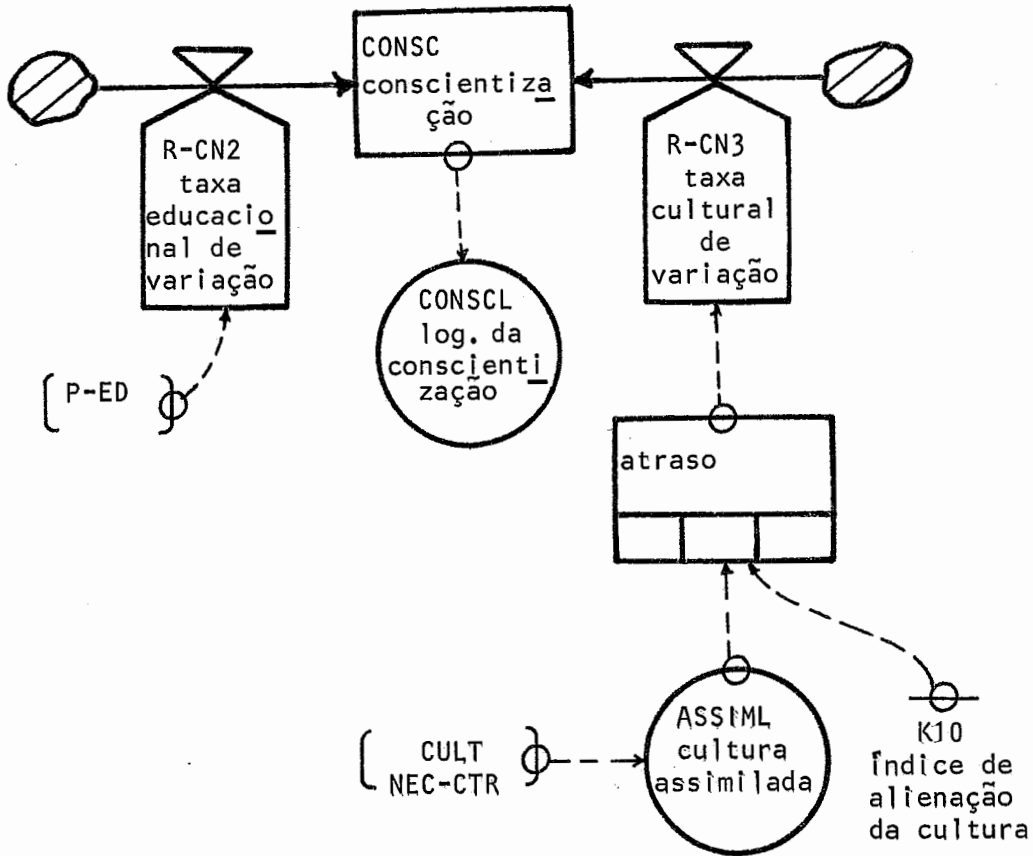 CONSC
conscientiza
ção
R-CN2
taxa
educacio
nal de
variação
R-CN3
taxa
cultural
de
variação
CONSCL
log. da
conscienti
zação
P-ED
atraso
ASSIML
cultura
assimilada
CULT
NEC-CTR
K10
índice de
alienação
da cultura